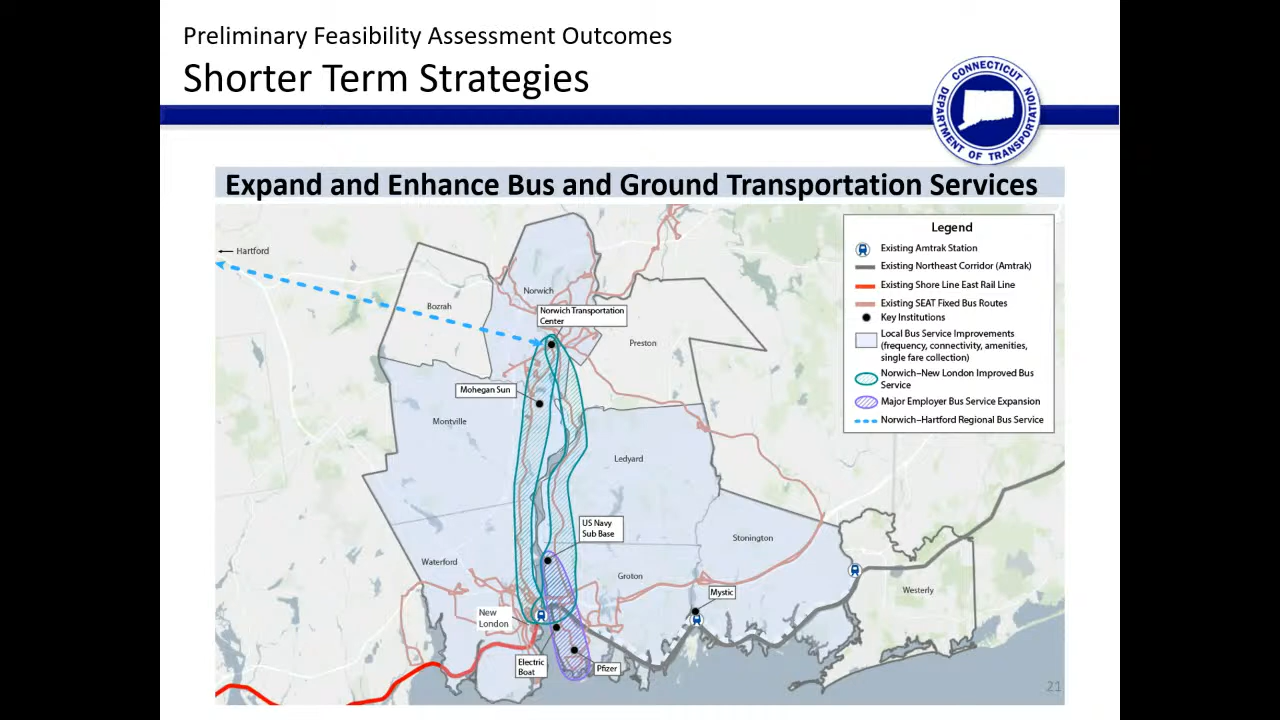 Preliminary Feasibility Assessment Outcomes
Shorter Term Strategies
CONNECTICUT
DEPARTMENT OF TRANSPORTATION
Expand and Enhance Bus and Ground Transportation Services
Legend
Existing Amtrak Station
Existing Northeast Corridor (Amtrak)
Existing Shore Line East Rail Line
Existing SEAT Fixed Bus Routes
Key Institutions
Local Bus Service Improvements
(frequency, connectivity, amenities,
single fare collection)
Norwich–New London Improved Bus
Service
Major Employer Bus Service Expansion
Norwich–Hartford Regional Bus Service
Hartford
Norwich
Bozrah
Norwich Transportation
Center
Preston
Mohegan Sun
Montville
Ledyard
US Navy
Sub Base
Stonington
Waterford
Groton
Mystic
Westerly
New
London
Electric
Boat
Pfizer
21